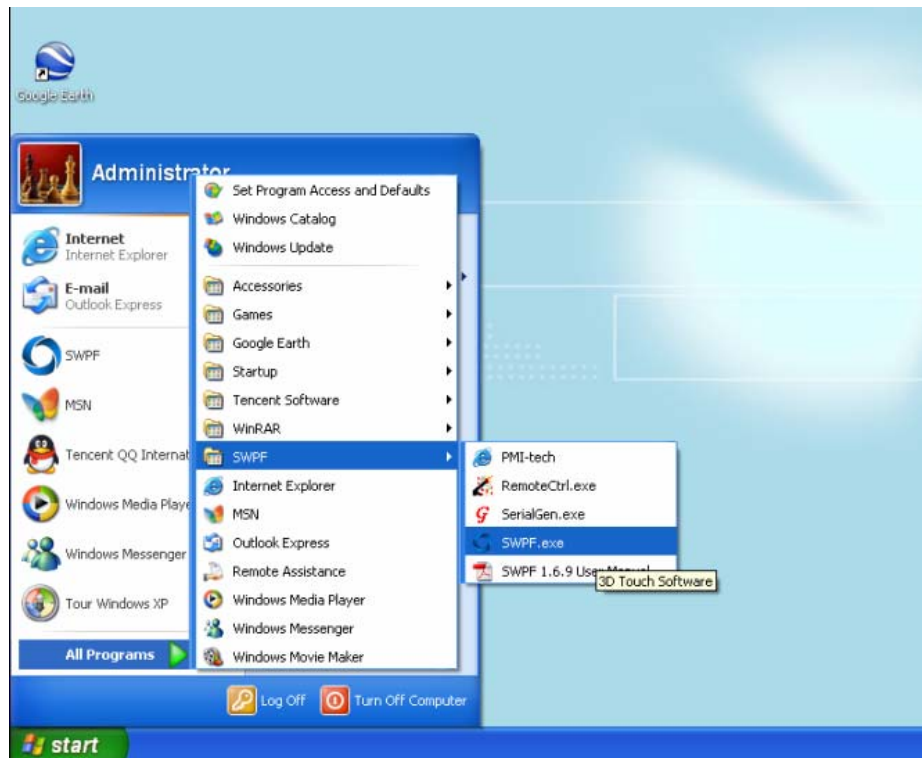 Google Earth
Administrator
Internet
Internet Explorer
E-mail
Outlook Express
SWPF
MSN
Tencent QQ Internat
Windows Media Playe
Windows Messenger
Tour Windows XP
All Programs
Set Program Access and Defaults
Windows Catalog
Windows Update
Accessories
Games
Google Earth
Startup
Tencent Software
WinRAR
SWPF
Internet Explorer
MSN
Outlook Express
Remote Assistance
Windows Media Player
Windows Messenger
Windows Movie Maker
PMI-tech
RemoteCtrl.exe
SerialGen.exe
SWPF.exe
SWPF 1.6.9 User Manual
3D Touch Software
Log Off
Turn Off Computer
start